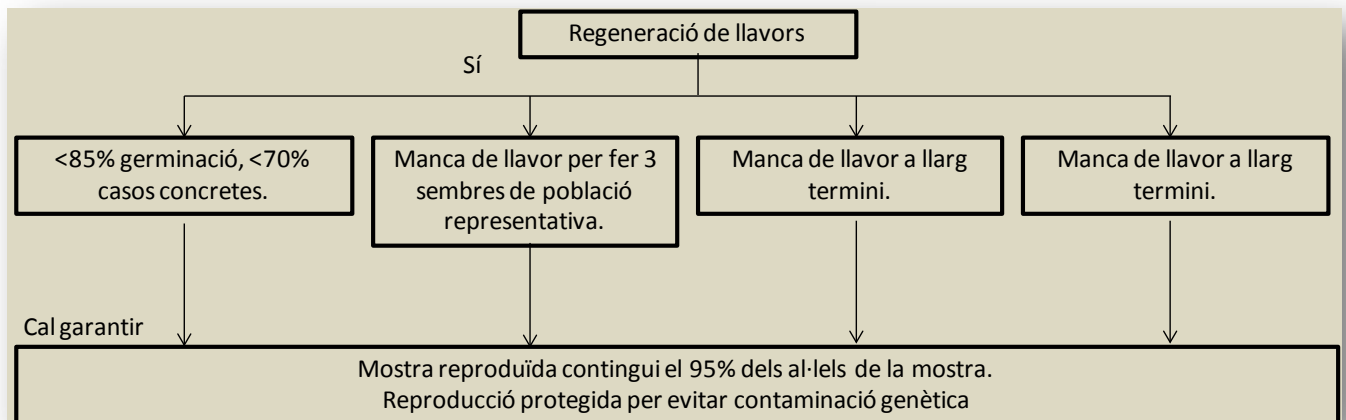 Regeneració de llavors
Sí
<85% germinació, <70%
casos concretes.
Manca de llavor per fer 3
sembres de població
representativa.
Manca de llavor a llarg
termini.
Manca de llavor a llarg
termini.
Cal garantir
Mostra reproduïda contingui el 95% dels al·lels de la mostra.
Reproducció protegida per evitar contaminació genètica